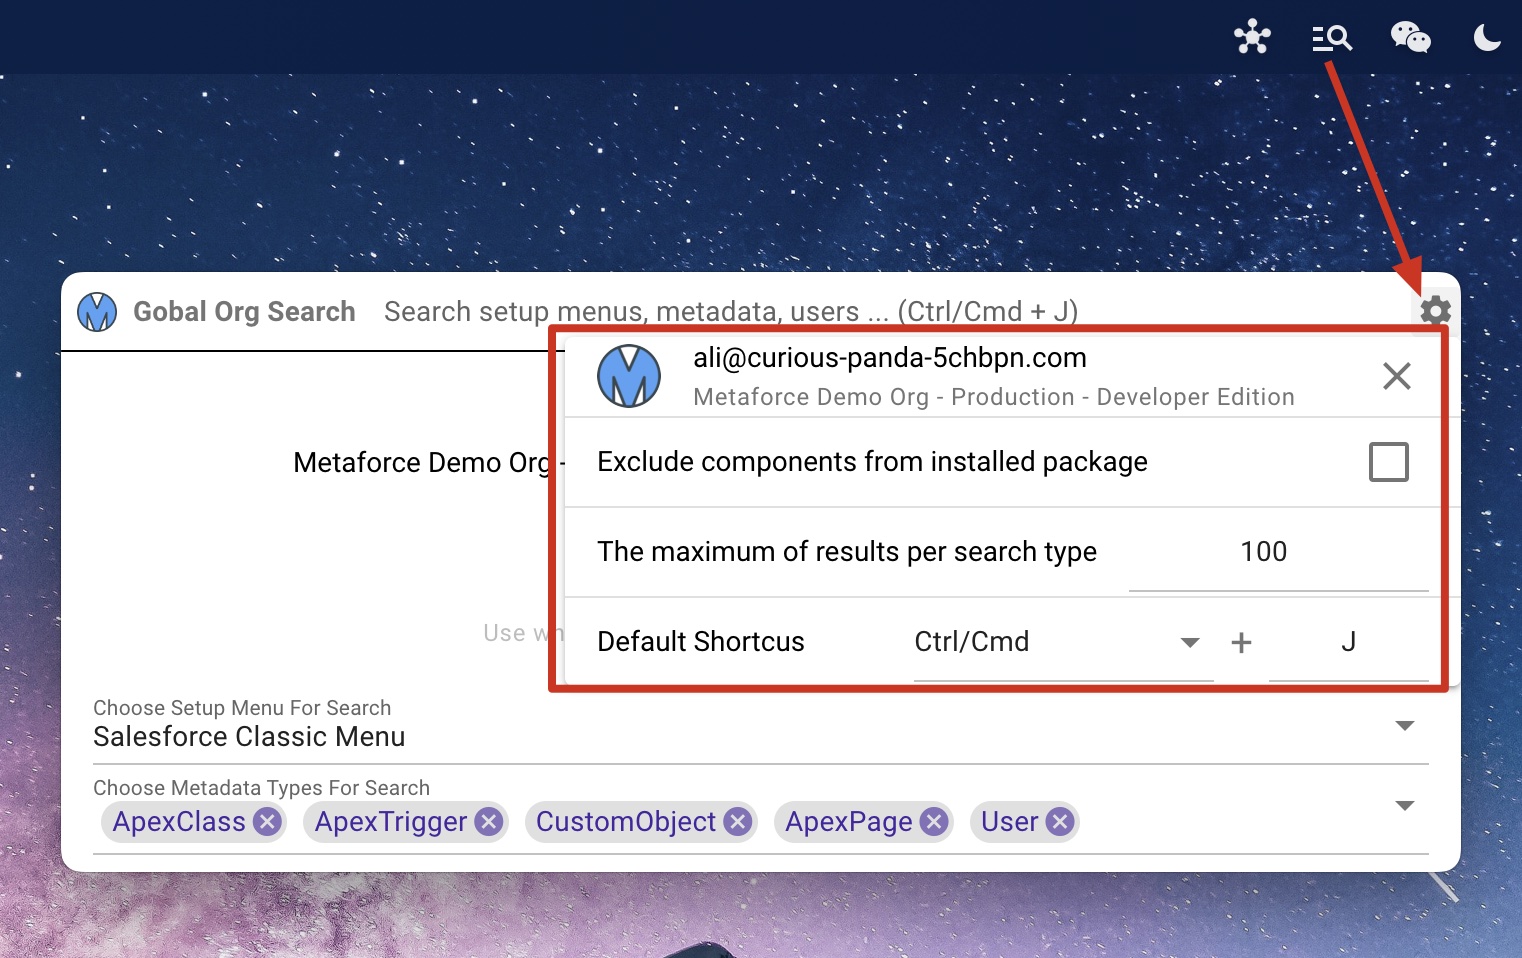 Gobal Org Search Search setup menus, metadata, users ... (Ctrl/Cmd + J)
ali@curious-panda-5chbpn.com
Metaforce Demo Org - Production - Developer Edition
Metaforce Demo Org -
Exclude components from installed package
The maximum of results per search type 100
Use wh
Default Shortcus Ctrl/Cmd + J
Choose Setup Menu For Search
Salesforce Classic Menu
Choose Metadata Types For Search
ApexClass ApexTrigger CustomObject ApexPage User